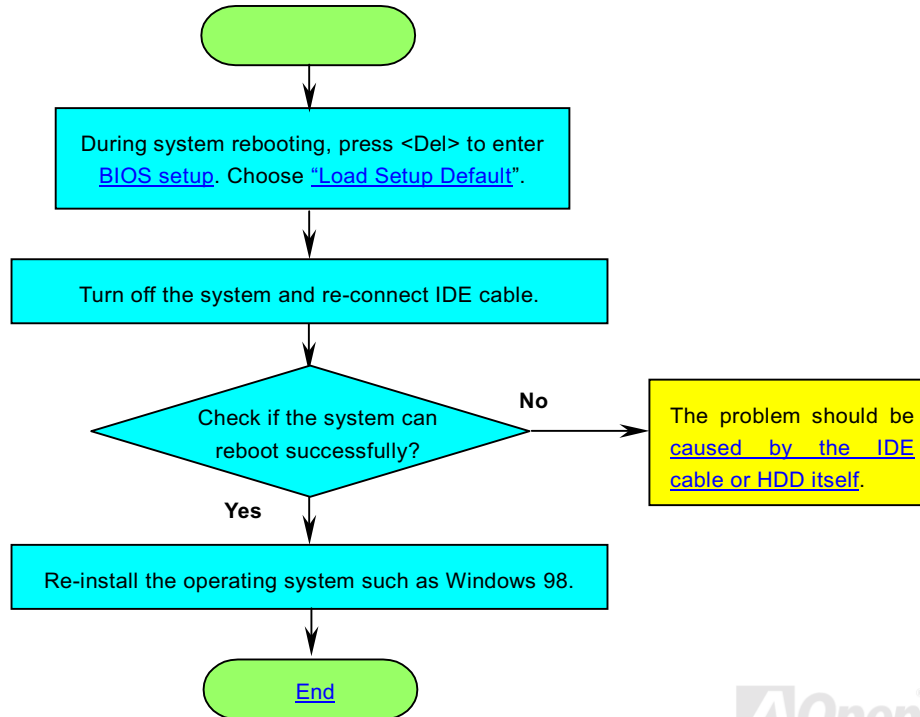 During system rebooting, press <Del> to enter
BIOS setup. Choose “Load Setup Default”.
Turn off the system and re-connect IDE cable.
Check if the system can
reboot successfully?
No
The problem should be
caused by the IDE
cable or HDD itself.
Yes
Re-install the operating system such as Windows 98.
End
AOpen